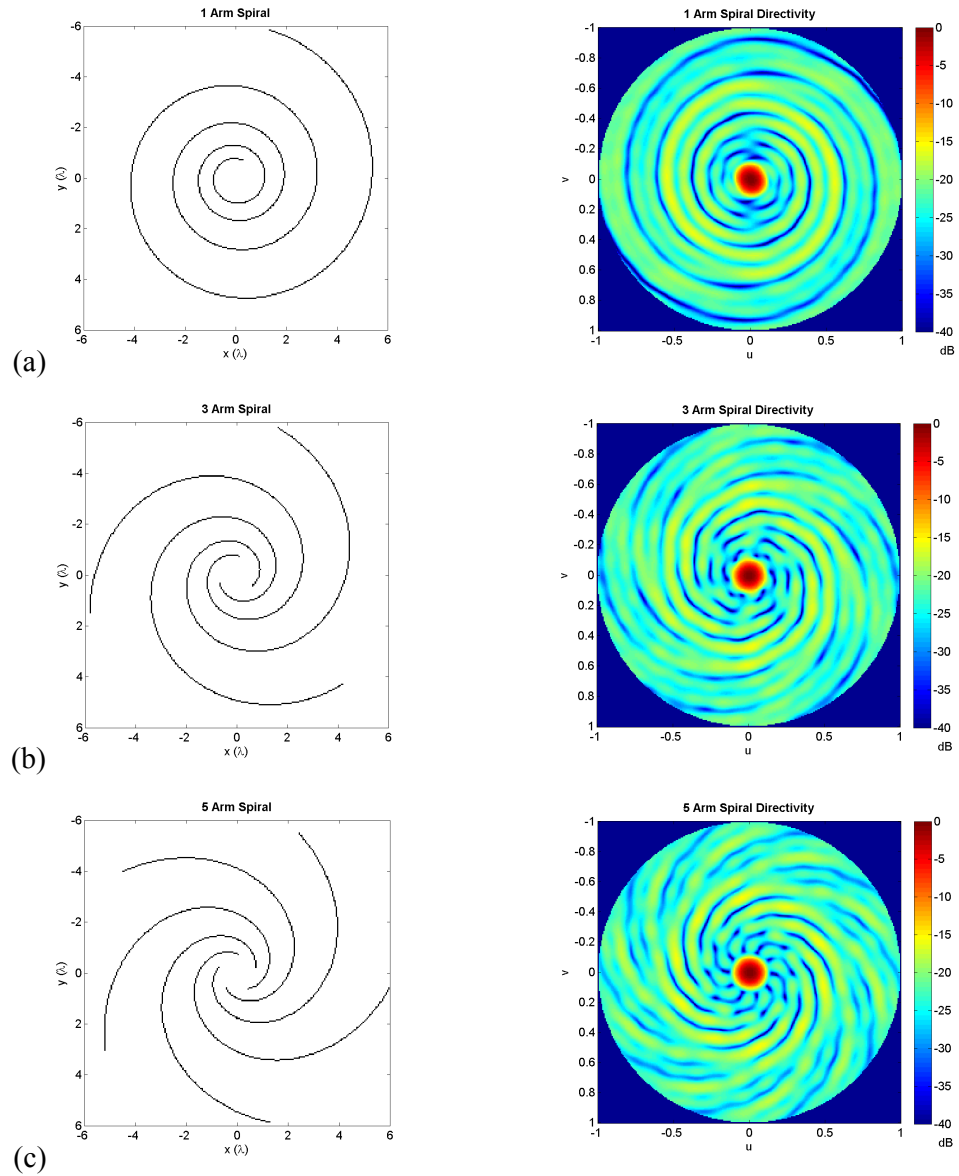 1 Arm Spiral
-6
-4
-2
0
2
4
6
y (λ)
-6 -4 -2 0 2 4 6
x (λ)
1 Arm Spiral Directivity
-1
-0.8
-0.6
-0.4
-0.2
0
0.2
0.4
0.6
0.8
1
v
-1 -0.5 0 0.5 1
u
0
-5
-10
-15
-20
-25
-30
-35
-40
dB
(a)
3 Arm Spiral
-6
-4
-2
0
2
4
6
y (λ)
-6 -4 -2 0 2 4 6
x (λ)
3 Arm Spiral Directivity
-1
-0.8
-0.6
-0.4
-0.2
0
0.2
0.4
0.6
0.8
1
v
-1 -0.5 0 0.5 1
u
0
-5
-10
-15
-20
-25
-30
-35
-40
dB
(b)
5 Arm Spiral
-6
-4
-2
0
2
4
6
y (λ)
-6 -4 -2 0 2 4 6
x (λ)
5 Arm Spiral Directivity
-1
-0.8
-0.6
-0.4
-0.2
0
0.2
0.4
0.6
0.8
1
v
-1 -0.5 0 0.5 1
u
0
-5
-10
-15
-20
-25
-30
-35
-40
dB
(c)